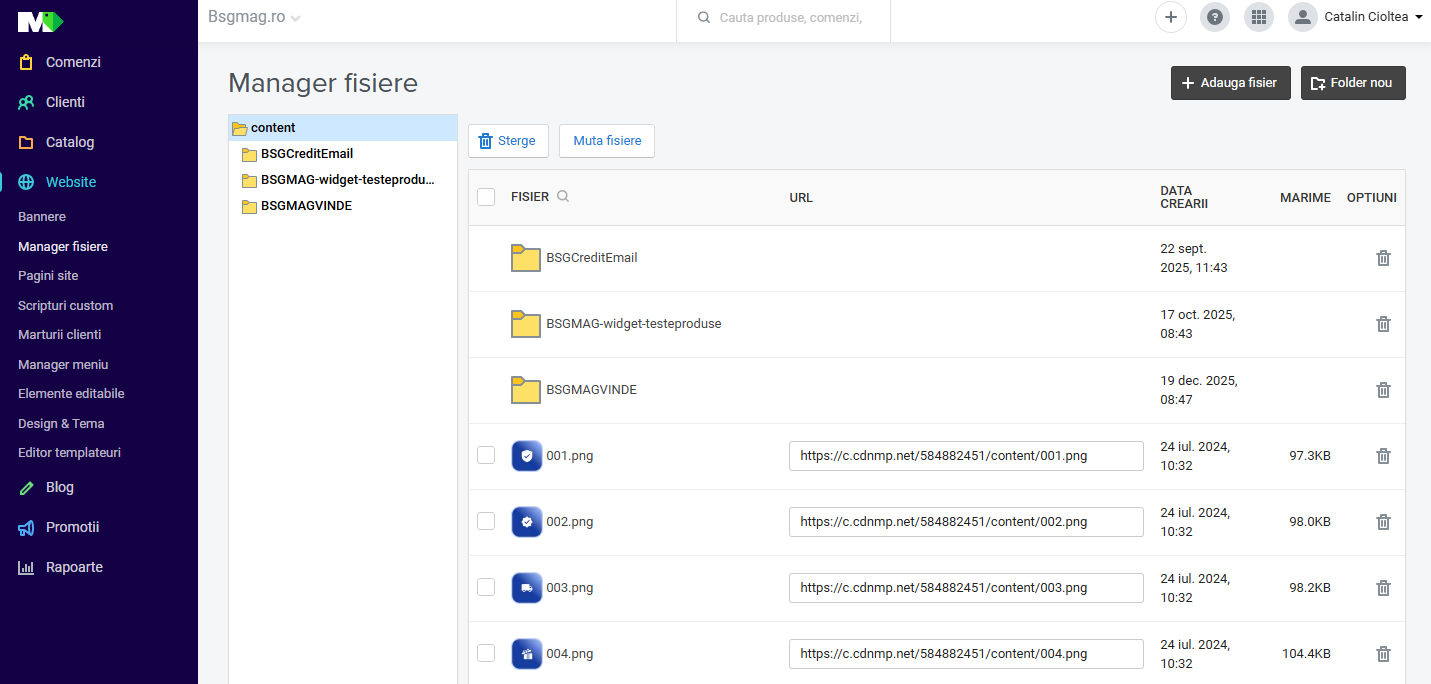 Bsgmag.ro
Cauta produse, comenzi,
Catalin Cioltea
Comenzi
Clienti
Catalog
Website
Bannere
Manager fisiere
Pagini site
Scripturi custom
Marturii clienti
Manager meniu
Elemente editabile
Design & Tema
Editor templateuri
Blog
Promotii
Rapoarte
Manager fisiere
Adauga fisier
Folder nou
content
BSGCreditEmail
BSGMAG-widget-testeprodu...
BSGMAGVINDE
Sterge
Muta fisiere
FISIER URL DATA CREARII MARIME OPTIUNI
BSGCreditEmail 22 sept. 2025, 11:43
BSGMAG-widget-testeproduse 17 oct. 2025, 08:43
BSGMAGVINDE 19 dec. 2025, 08:47
001.png https://c.cdnmp.net/584882451/content/001.png 24 iul. 2024, 10:32 97.3KB
002.png https://c.cdnmp.net/584882451/content/002.png 24 iul. 2024, 10:32 98.0KB
003.png https://c.cdnmp.net/584882451/content/003.png 24 iul. 2024, 10:32 98.2KB
004.png https://c.cdnmp.net/584882451/content/004.png 24 iul. 2024, 10:32 104.4KB